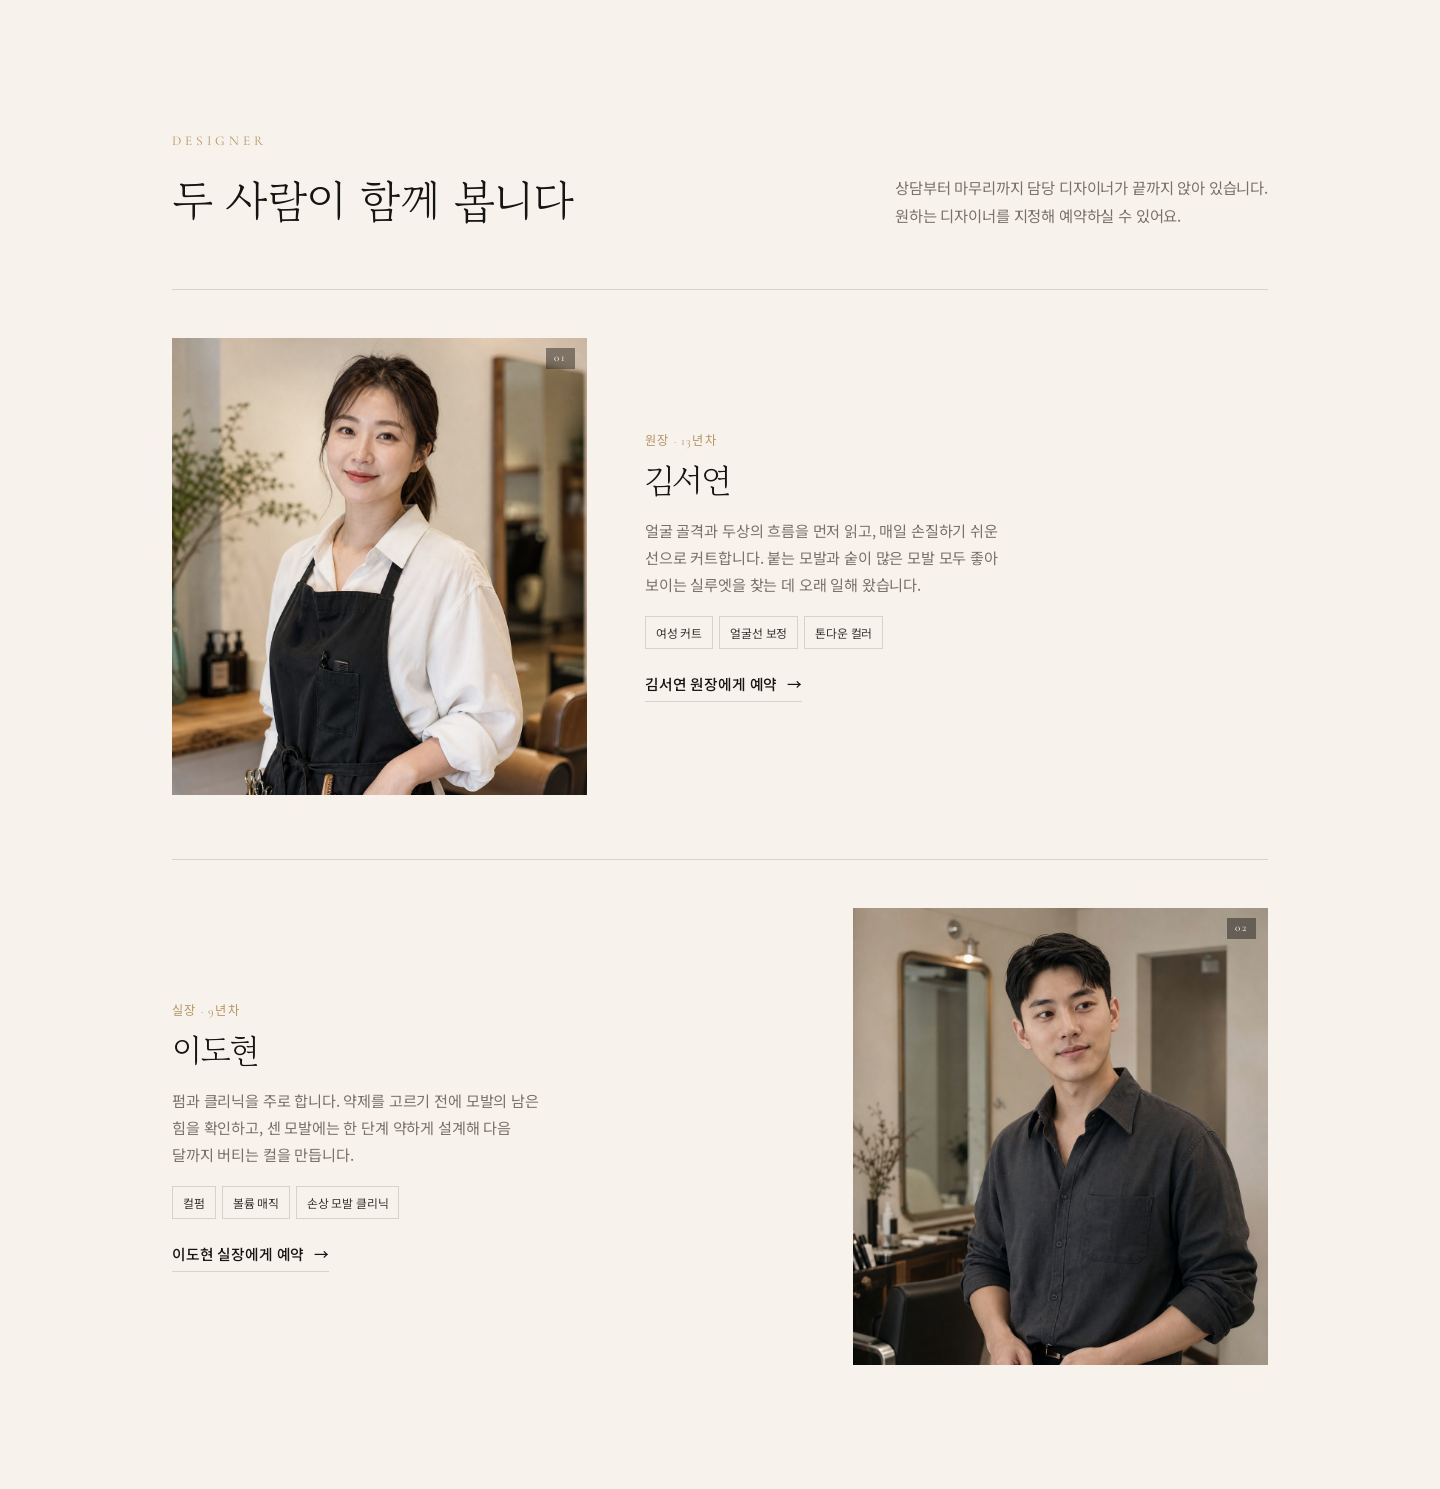 DESIGNER
두 사람이 함께 봅니다
상담부터 마무리까지 담당 디자이너가 끝까지 앉아 있습니다.
원하는 디자이너를 지정해 예약하실 수 있어요.
01
원장 · 13년차
김서연
얼굴 골격과 두상의 흐름을 먼저 읽고, 매일 손질하기 쉬운
선으로 커트합니다. 붙는 모발과 숱이 많은 모발 모두 좋아
보이는 실루엣을 찾는 데 오래 일해 왔습니다.
여성 커트
얼굴선 보정
톤다운 컬러
김서연 원장에게 예약 →
02
실장 · 9년차
이도현
펌과 클리닉을 주로 합니다. 약제를 고르기 전에 모발의 남은
힘을 확인하고, 센 모발에는 한 단계 약하게 설계해 다음
달까지 버티는 컬을 만듭니다.
컬펌
볼륨 매직
손상 모발 클리닉
이도현 실장에게 예약 →